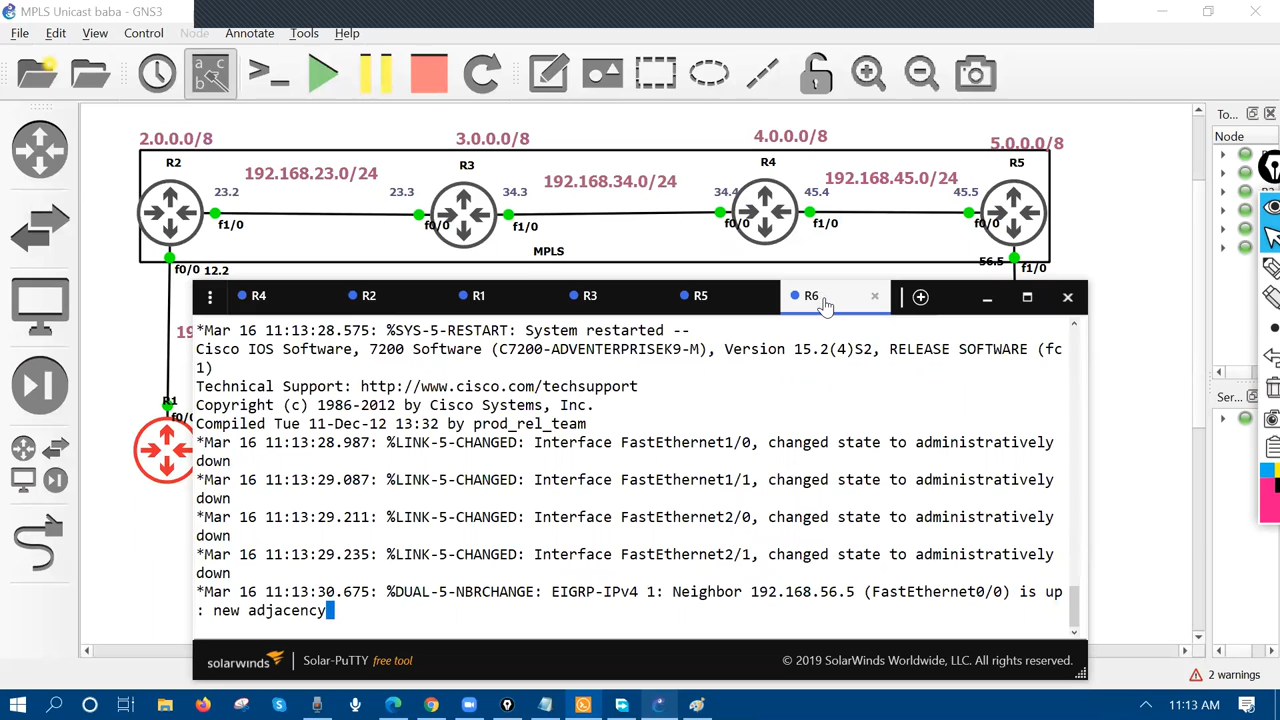 MPLS Unicast baba - GNS3
File Edit View Control Node Annotate Tools Help
2.0.0.0/8 3.0.0.0/8 4.0.0.0/8 5.0.0.0/8
R2 R3 R4 R5
192.168.23.0/24 192.168.34.0/24 192.168.45.0/24
23.2 23.3 34.3 34.4 45.4 45.5
f1/0 f0/0 f1/0 f0/0 f1/0 f0/0
MPLS
f0/0 12.2 56.5 f1/0
R1
To...
Node
Ser...
R4 R2 R1 R3 R5 R6
*Mar 16 11:13:28.575: %SYS-5-RESTART: System restarted --
Cisco IOS Software, 7200 Software (C7200-ADVENTERPRISEK9-M), Version 15.2(4)S2, RELEASE SOFTWARE (fc
1)
Technical Support: http://www.cisco.com/techsupport
Copyright (c) 1986-2012 by Cisco Systems, Inc.
Compiled Tue 11-Dec-12 13:32 by prod_rel_team
*Mar 16 11:13:28.987: %LINK-5-CHANGED: Interface FastEthernet1/0, changed state to administratively
down
*Mar 16 11:13:29.087: %LINK-5-CHANGED: Interface FastEthernet1/1, changed state to administratively
down
*Mar 16 11:13:29.211: %LINK-5-CHANGED: Interface FastEthernet2/0, changed state to administratively
down
*Mar 16 11:13:29.235: %LINK-5-CHANGED: Interface FastEthernet2/1, changed state to administratively
down
*Mar 16 11:13:30.675: %DUAL-5-NBRCHANGE: EIGRP-IPv4 1: Neighbor 192.168.56.5 (FastEthernet0/0) is up
: new adjacency
solarwinds Solar-PuTTY free tool © 2019 SolarWinds Worldwide, LLC. All rights reserved.
2 warnings
11:13 AM